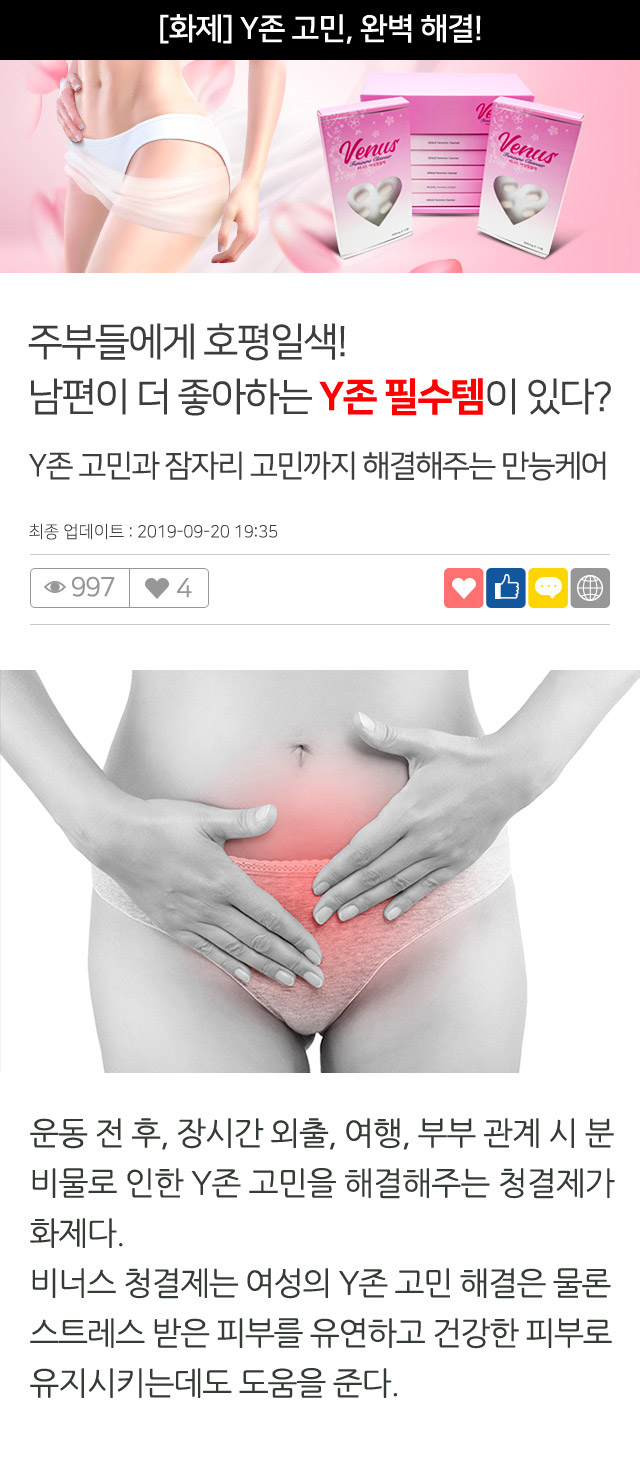 [화제] Y존 고민, 완벽 해결!
Venus
Feminine Cleanser
Venus
Venus
Feminine Cleanser
주부들에게 호평일색!
남편이 더 좋아하는 Y존 필수템이 있다?
Y존 고민과 잠자리 고민까지 해결해주는 만능케어
최종 업데이트 : 2019-09-20 19:35
997
4
운동 전 후, 장시간 외출, 여행, 부부 관계 시 분
비물로 인한 Y존 고민을 해결해주는 청결제가
화제다.
비너스 청결제는 여성의 Y존 고민 해결은 물론
스트레스 받은 피부를 유연하고 건강한 피부로
유지시키는데도 도움을 준다.